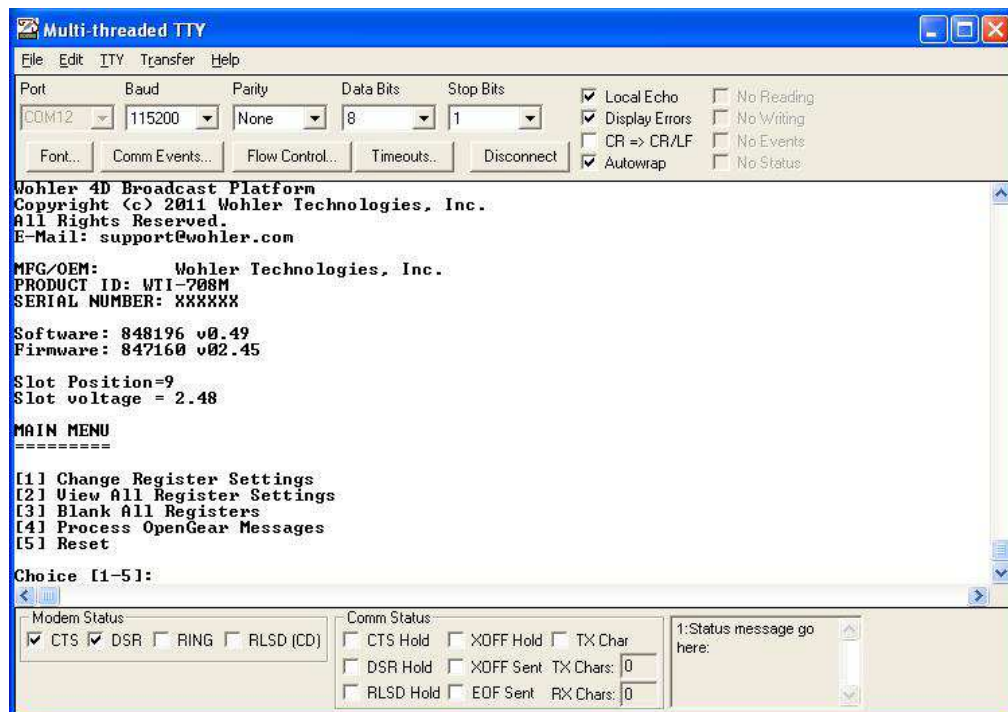 Multi-threaded TTY
File Edit TTY Transfer Help
Port Baud Parity Data Bits Stop Bits
COM12 115200 None 8 1
Font... Comm Events... Flow Control... Timeouts.. Disconnect
Local Echo No Reading
Display Errors No Writing
CR => CR/LF No Events
Autowrap No Status
Wohler 4D Broadcast Platform
Copyright (c) 2011 Wohler Technologies, Inc.
All Rights Reserved.
E-Mail: support@wohler.com
MFG/OEM: Wohler Technologies, Inc.
PRODUCT ID: WTI-708M
SERIAL NUMBER: XXXXXX
Software: 848196 v0.49
Firmware: 847160 v02.45
Slot Position=9
Slot voltage = 2.48
MAIN MENU
=========
[1] Change Register Settings
[2] View All Register Settings
[3] Blank All Registers
[4] Process OpenGear Messages
[5] Reset
Choice [1-5]:
Modem Status
CTS DSR RING RLSD (CD)
Comm Status
CTS Hold XOFF Hold TX Char
DSR Hold XOFF Sent TX Chars: 0
RLSD Hold EOF Sent RX Chars: 0
1:Status message go
here: